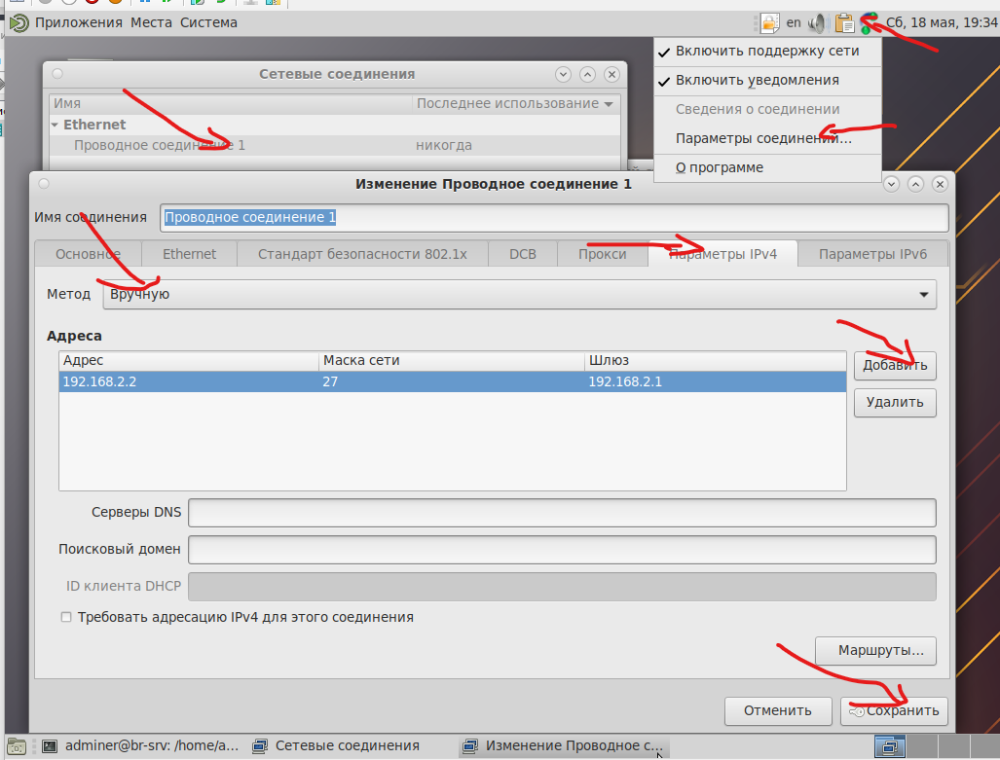 Приложения Места Система
en
Сб, 18 мая, 19:34
Включить поддержку сети
Включить уведомления
Сведения о соединении
Параметры соединений...
О программе
Сетевые соединения
Имя
Последнее использование
Ethernet
Проводное соединение 1
никогда
Изменение Проводное соединение 1
Имя соединения
Проводное соединение 1
Основное
Ethernet
Стандарт безопасности 802.1x
DCB
Прокси
Параметры IPv4
Параметры IPv6
Метод
Вручную
Адреса
Адрес
Маска сети
Шлюз
192.168.2.2
27
192.168.2.1
Добавить
Удалить
Серверы DNS
Поисковый домен
ID клиента DHCP
Требовать адресацию IPv4 для этого соединения
Маршруты...
Отменить
Сохранить
adminer@br-srv: /home/a...
Сетевые соединения
Изменение Проводное с...